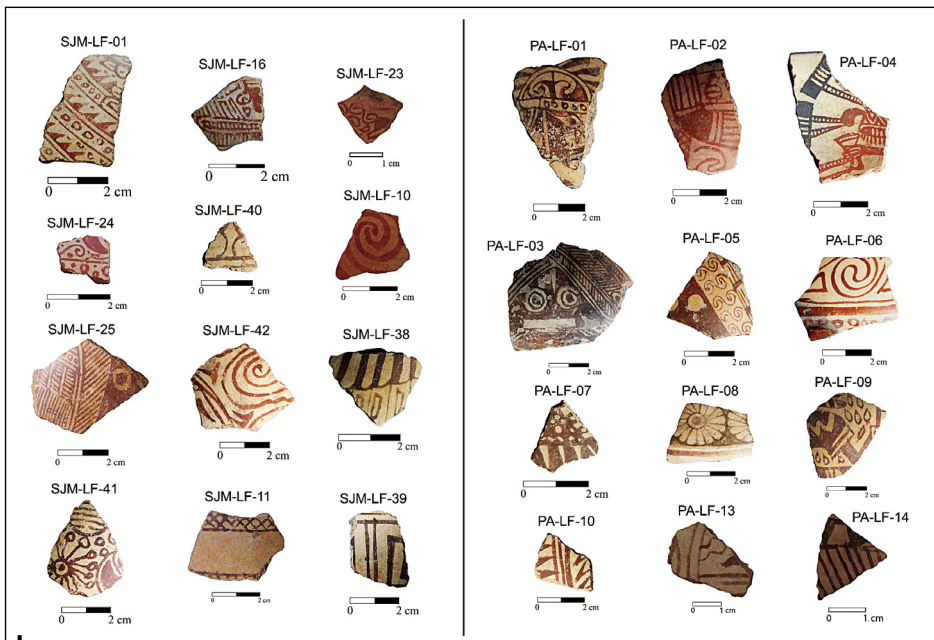 SJM-LF-01
SJM-LF-16
SJM-LF-23
0 2 cm
0 2 cm
0 1 cm
SJM-LF-24
SJM-LF-40
SJM-LF-10
0 2 cm
0 2 cm
0 2 cm
SJM-LF-25
SJM-LF-42
SJM-LF-38
0 2 cm
0 2 cm
0 2 cm
SJM-LF-41
SJM-LF-11
SJM-LF-39
0 2 cm
0 2 cm
0 2 cm
PA-LF-01
PA-LF-02
PA-LF-04
0 2 cm
0 2 cm
0 2 cm
PA-LF-03
PA-LF-05
PA-LF-06
0 2 cm
0 2 cm
0 2 cm
PA-LF-07
PA-LF-08
PA-LF-09
0 2 cm
0 2 cm
0 2 cm
PA-LF-10
PA-LF-13
PA-LF-14
0 2 cm
0 1 cm
0 1 cm